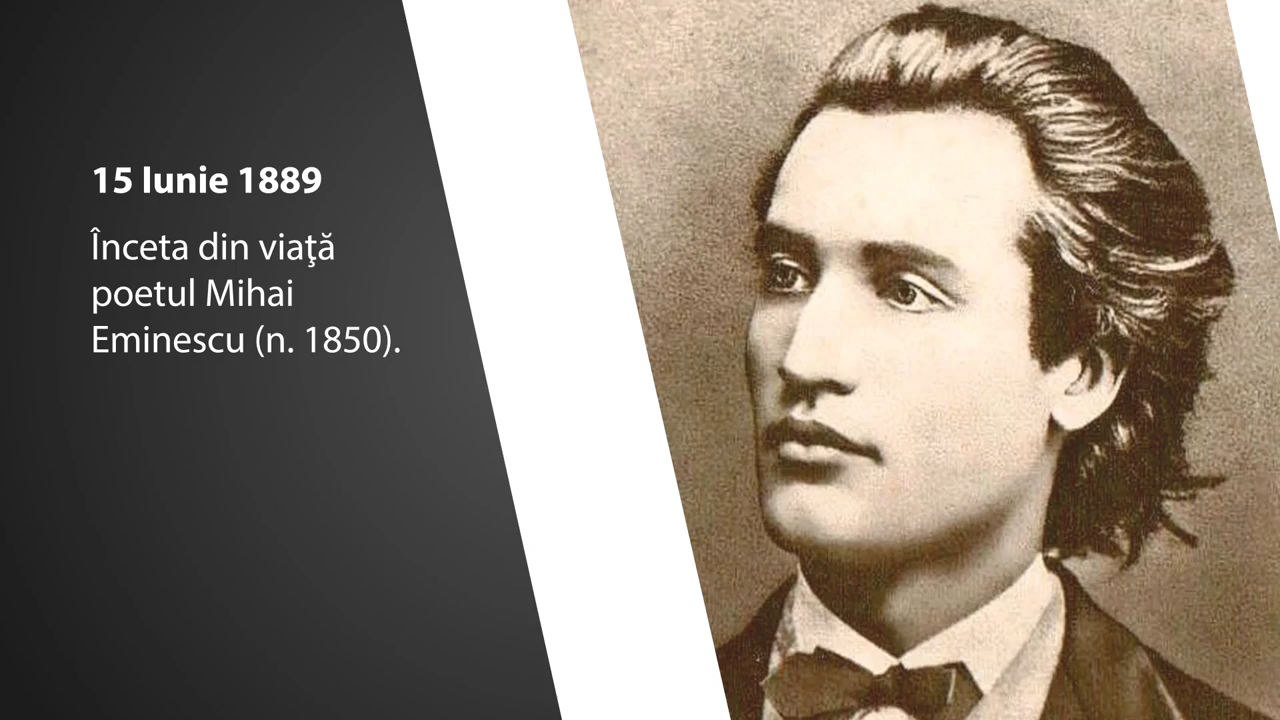 15 Iunie 1889
Înceta din viaţă
poetul Mihai
Eminescu (n. 1850).